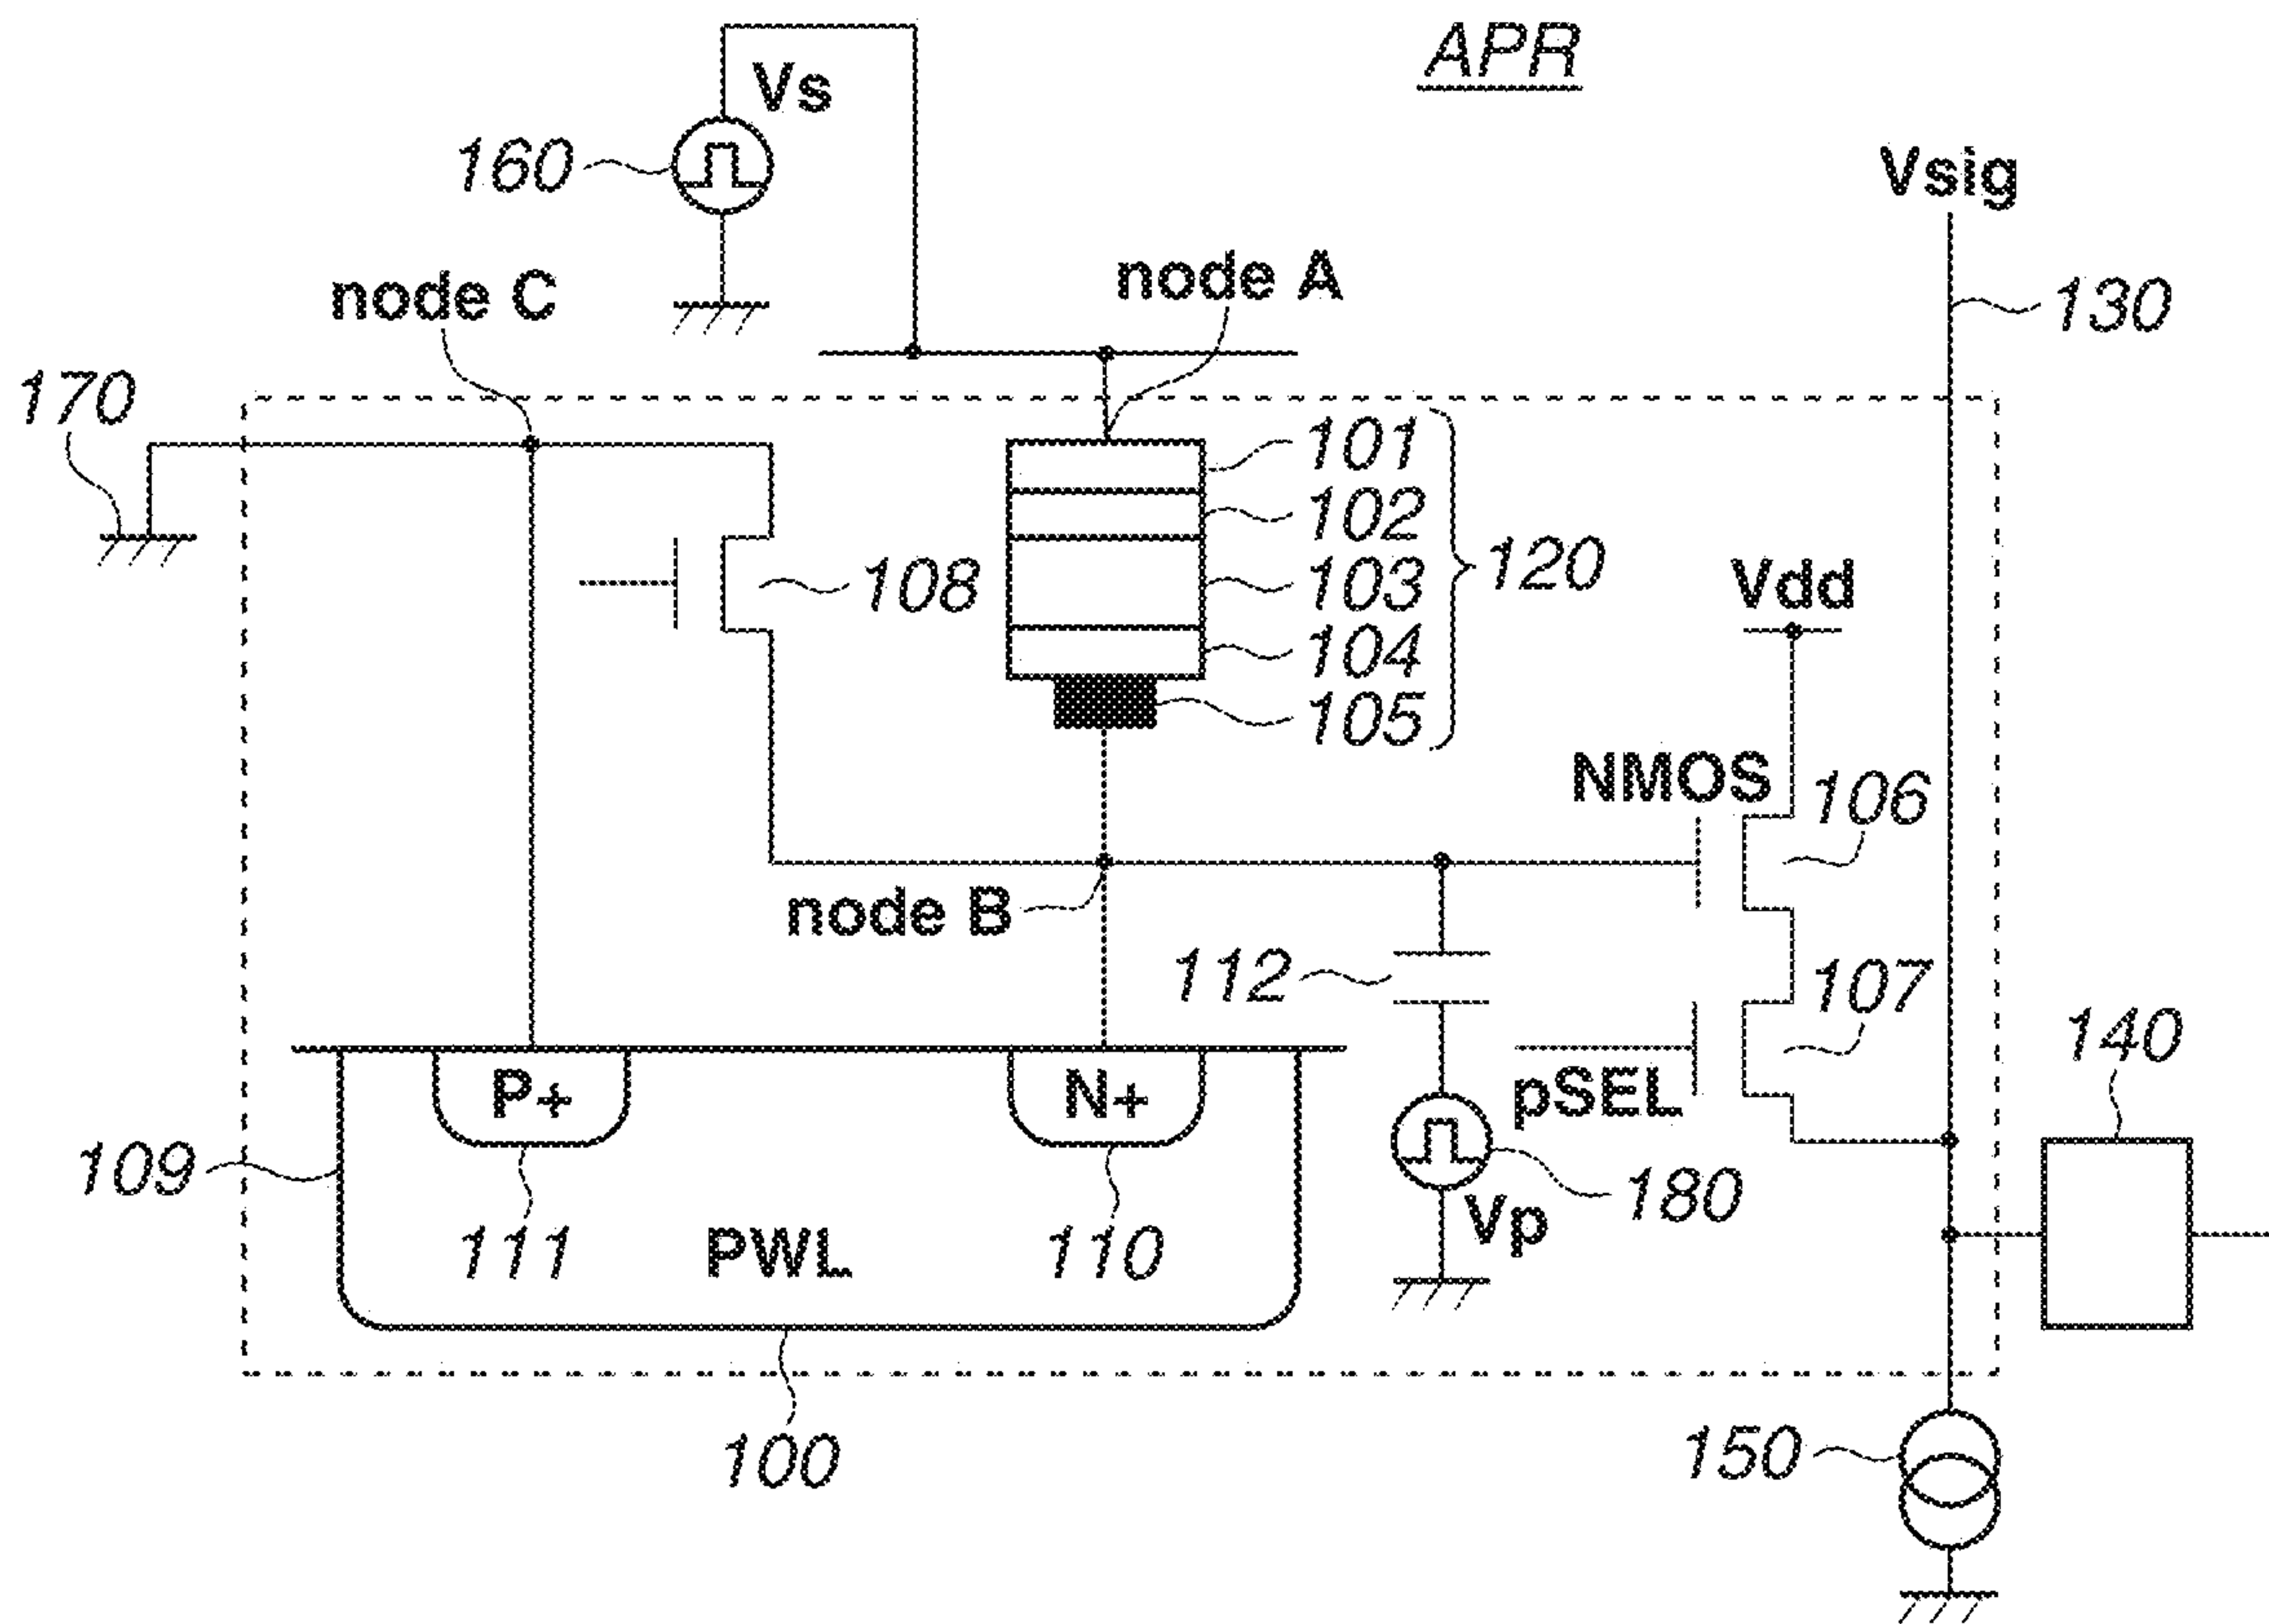 APR
Vs
160
Vsig
node A
node C
130
170
101
102
103
104
105
120
108
Vdd
NMOS
106
node B
112
107
pSEL
140
P+
N+
109
111
PWL
110
Vp
180
100
150